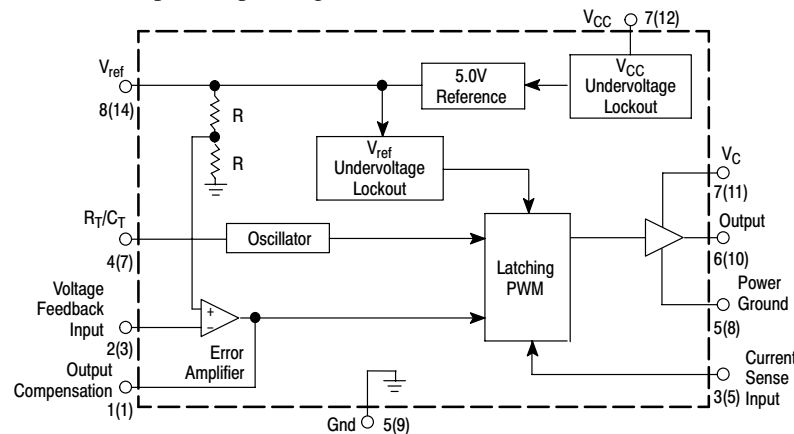 VCC 7(12)
Vref
8(14)
R
R
5.0V
Reference
VCC
Undervoltage
Lockout
Vref
Undervoltage
Lockout
VC
7(11)
RT/CT
4(7)
Oscillator
Latching
PWM
Output
6(10)
Voltage
Feedback
Input
2(3)
+
−
Error
Amplifier
Power
Ground
5(8)
Output
Compensation
1(1)
Gnd 5(9)
Current
Sense
Input
3(5)